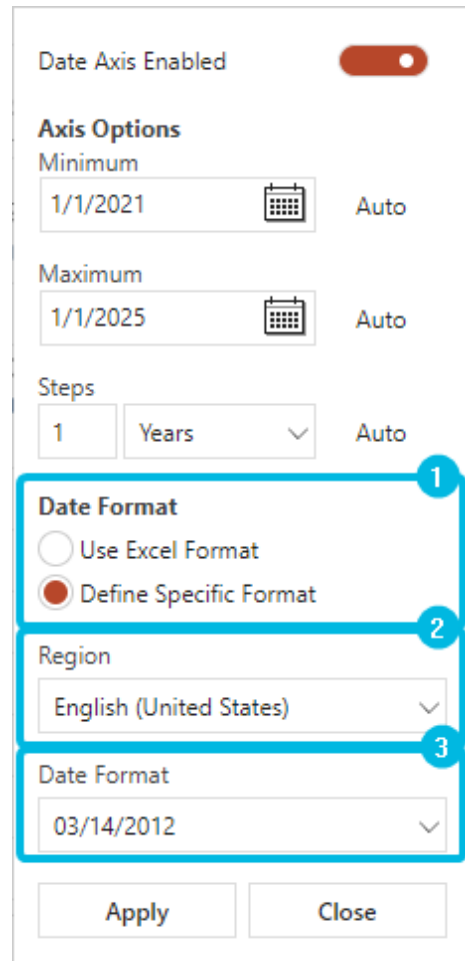 Date Axis Enabled
Axis Options
Minimum
1/1/2021 Auto
Maximum
1/1/2025 Auto
Steps
1 Years Auto
1
Date Format
Use Excel Format
Define Specific Format
2
Region
English (United States)
3
Date Format
03/14/2012
Apply Close